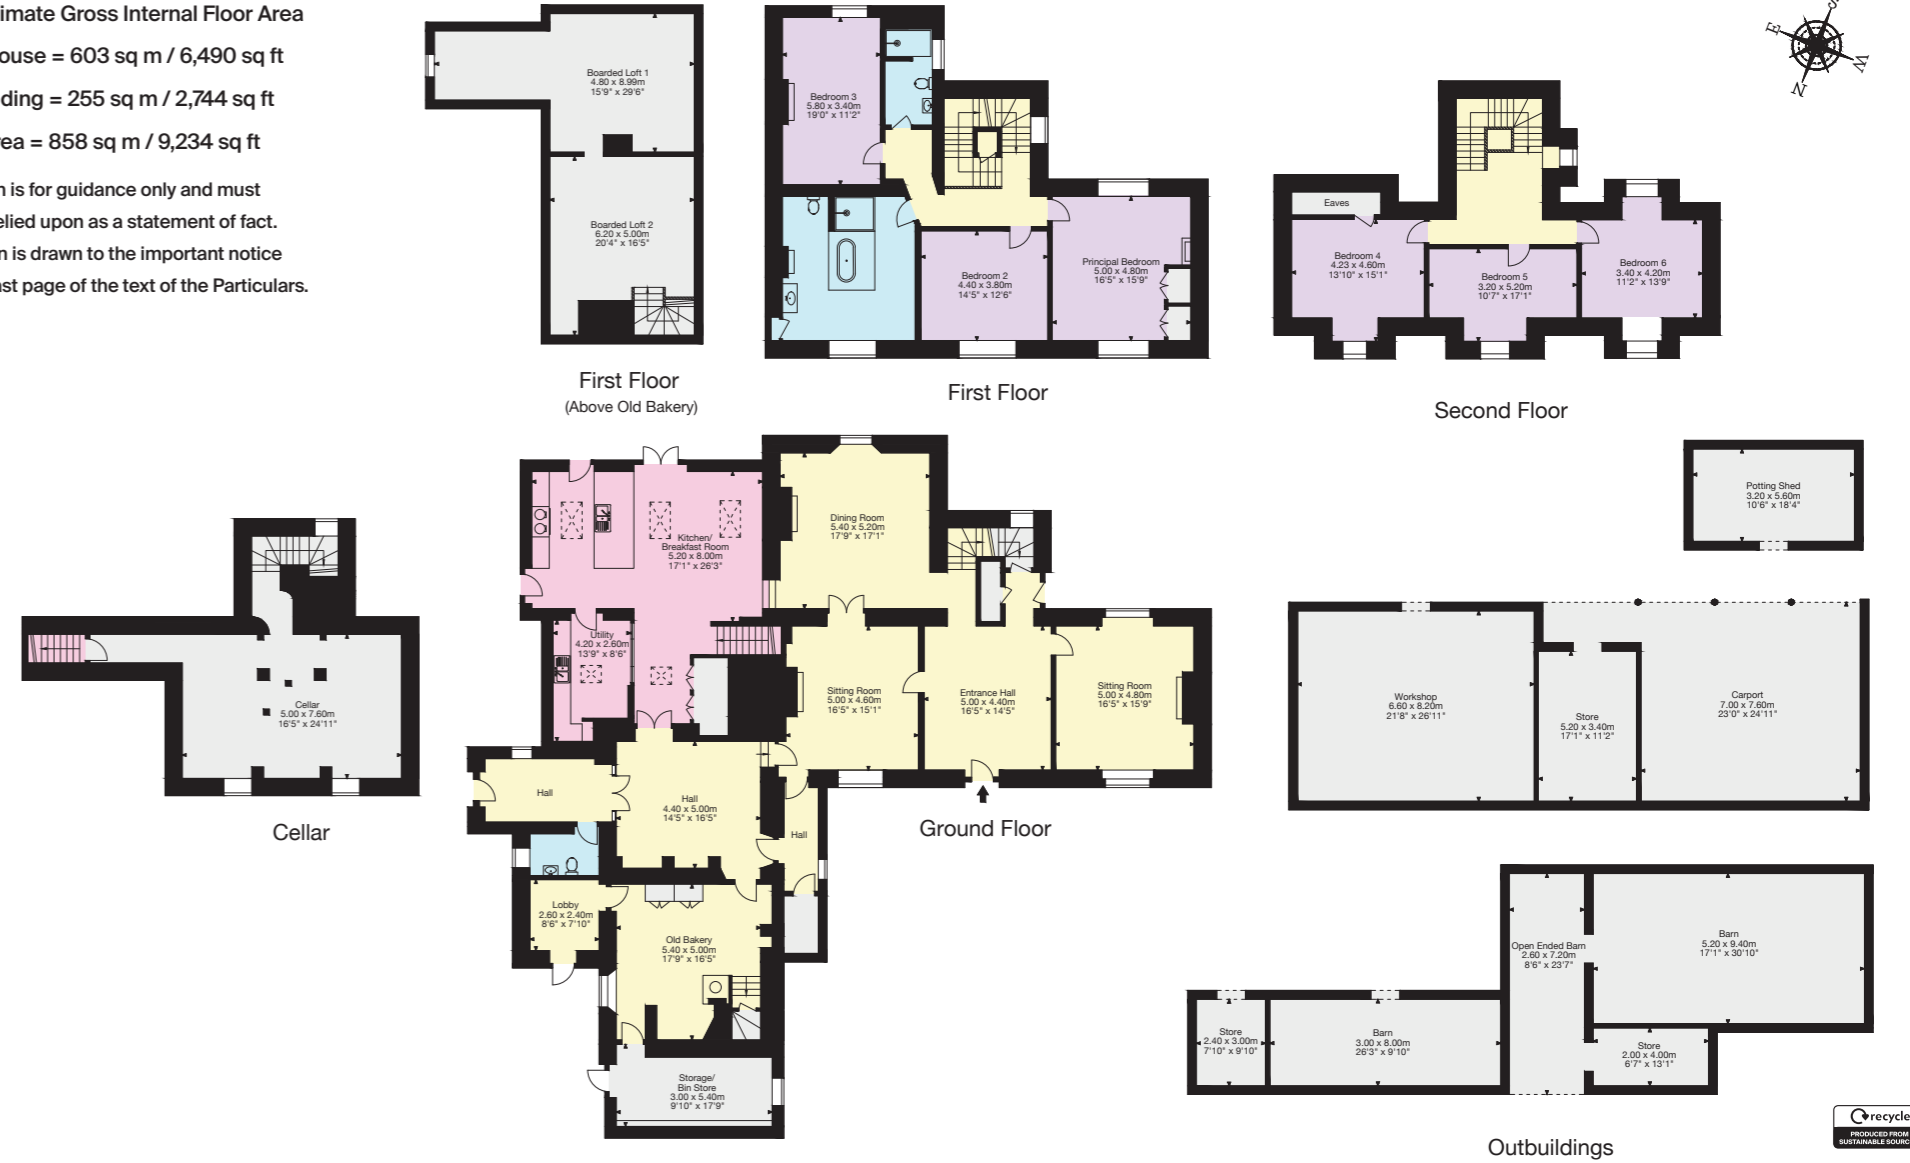 imate Gross Internal Floor Area
ouse = 603 sq m / 6,490 sq ft
ding = 255 sq m / 2,744 sq ft
rea = 858 sq m / 9,234 sq ft
n is for guidance only and must
elied upon as a statement of fact.
n is drawn to the important notice
ast page of the text of the Particulars.
Boarded Loft 1
4.80 x 8.99m
15'9" x 29'6"
Boarded Loft 2
6.20 x 5.00m
20'4" x 16'5"
First Floor
(Above Old Bakery)
Bedroom 3
5.80 x 3.40m
19'0" x 11'2"
Bedroom 2
4.40 x 3.80m
14'5" x 12'6"
Principal Bedroom
5.00 x 4.80m
16'5" x 15'9"
First Floor
E
W
N
Eaves
Bedroom 4
4.23 x 4.60m
13'10" x 15'1"
Bedroom 5
3.20 x 5.20m
10'7" x 17'1"
Bedroom 6
3.40 x 4.20m
11'2" x 13'9"
Second Floor
Cellar
5.00 x 7.60m
16'5" x 24'11"
Cellar
Kitchen/
Breakfast Room
5.20 x 8.00m
17'1" x 26'3"
Dining Room
5.40 x 5.20m
17'9" x 17'1"
Utility
4.20 x 2.60m
13'9" x 8'6"
Sitting Room
5.00 x 4.60m
16'5" x 15'1"
Entrance Hall
5.00 x 4.40m
16'5" x 14'5"
Sitting Room
5.00 x 4.80m
16'5" x 15'9"
Hall
Hall
4.40 x 5.00m
14'5" x 16'5"
Hall
Lobby
2.60 x 2.40m
8'6" x 7'10"
Old Bakery
5.40 x 5.00m
17'9" x 16'5"
Storage/
Bin Store
3.00 x 5.40m
9'10" x 17'9"
Ground Floor
Potting Shed
3.20 x 5.60m
10'6" x 18'4"
Workshop
6.60 x 8.20m
21'8" x 26'11"
Store
5.20 x 3.40m
17'1" x 11'2"
Carport
7.00 x 7.60m
23'0" x 24'11"
Open Ended Barn
2.60 x 7.20m
8'6" x 23'7"
Barn
5.20 x 9.40m
17'1" x 30'10"
Store
2.40 x 3.00m
7'10" x 9'10"
Barn
3.00 x 8.00m
26'3" x 9'10"
Store
2.00 x 4.00m
6'7" x 13'1"
Outbuildings
recycle
PRODUCED FROM
SUSTAINABLE SOURC